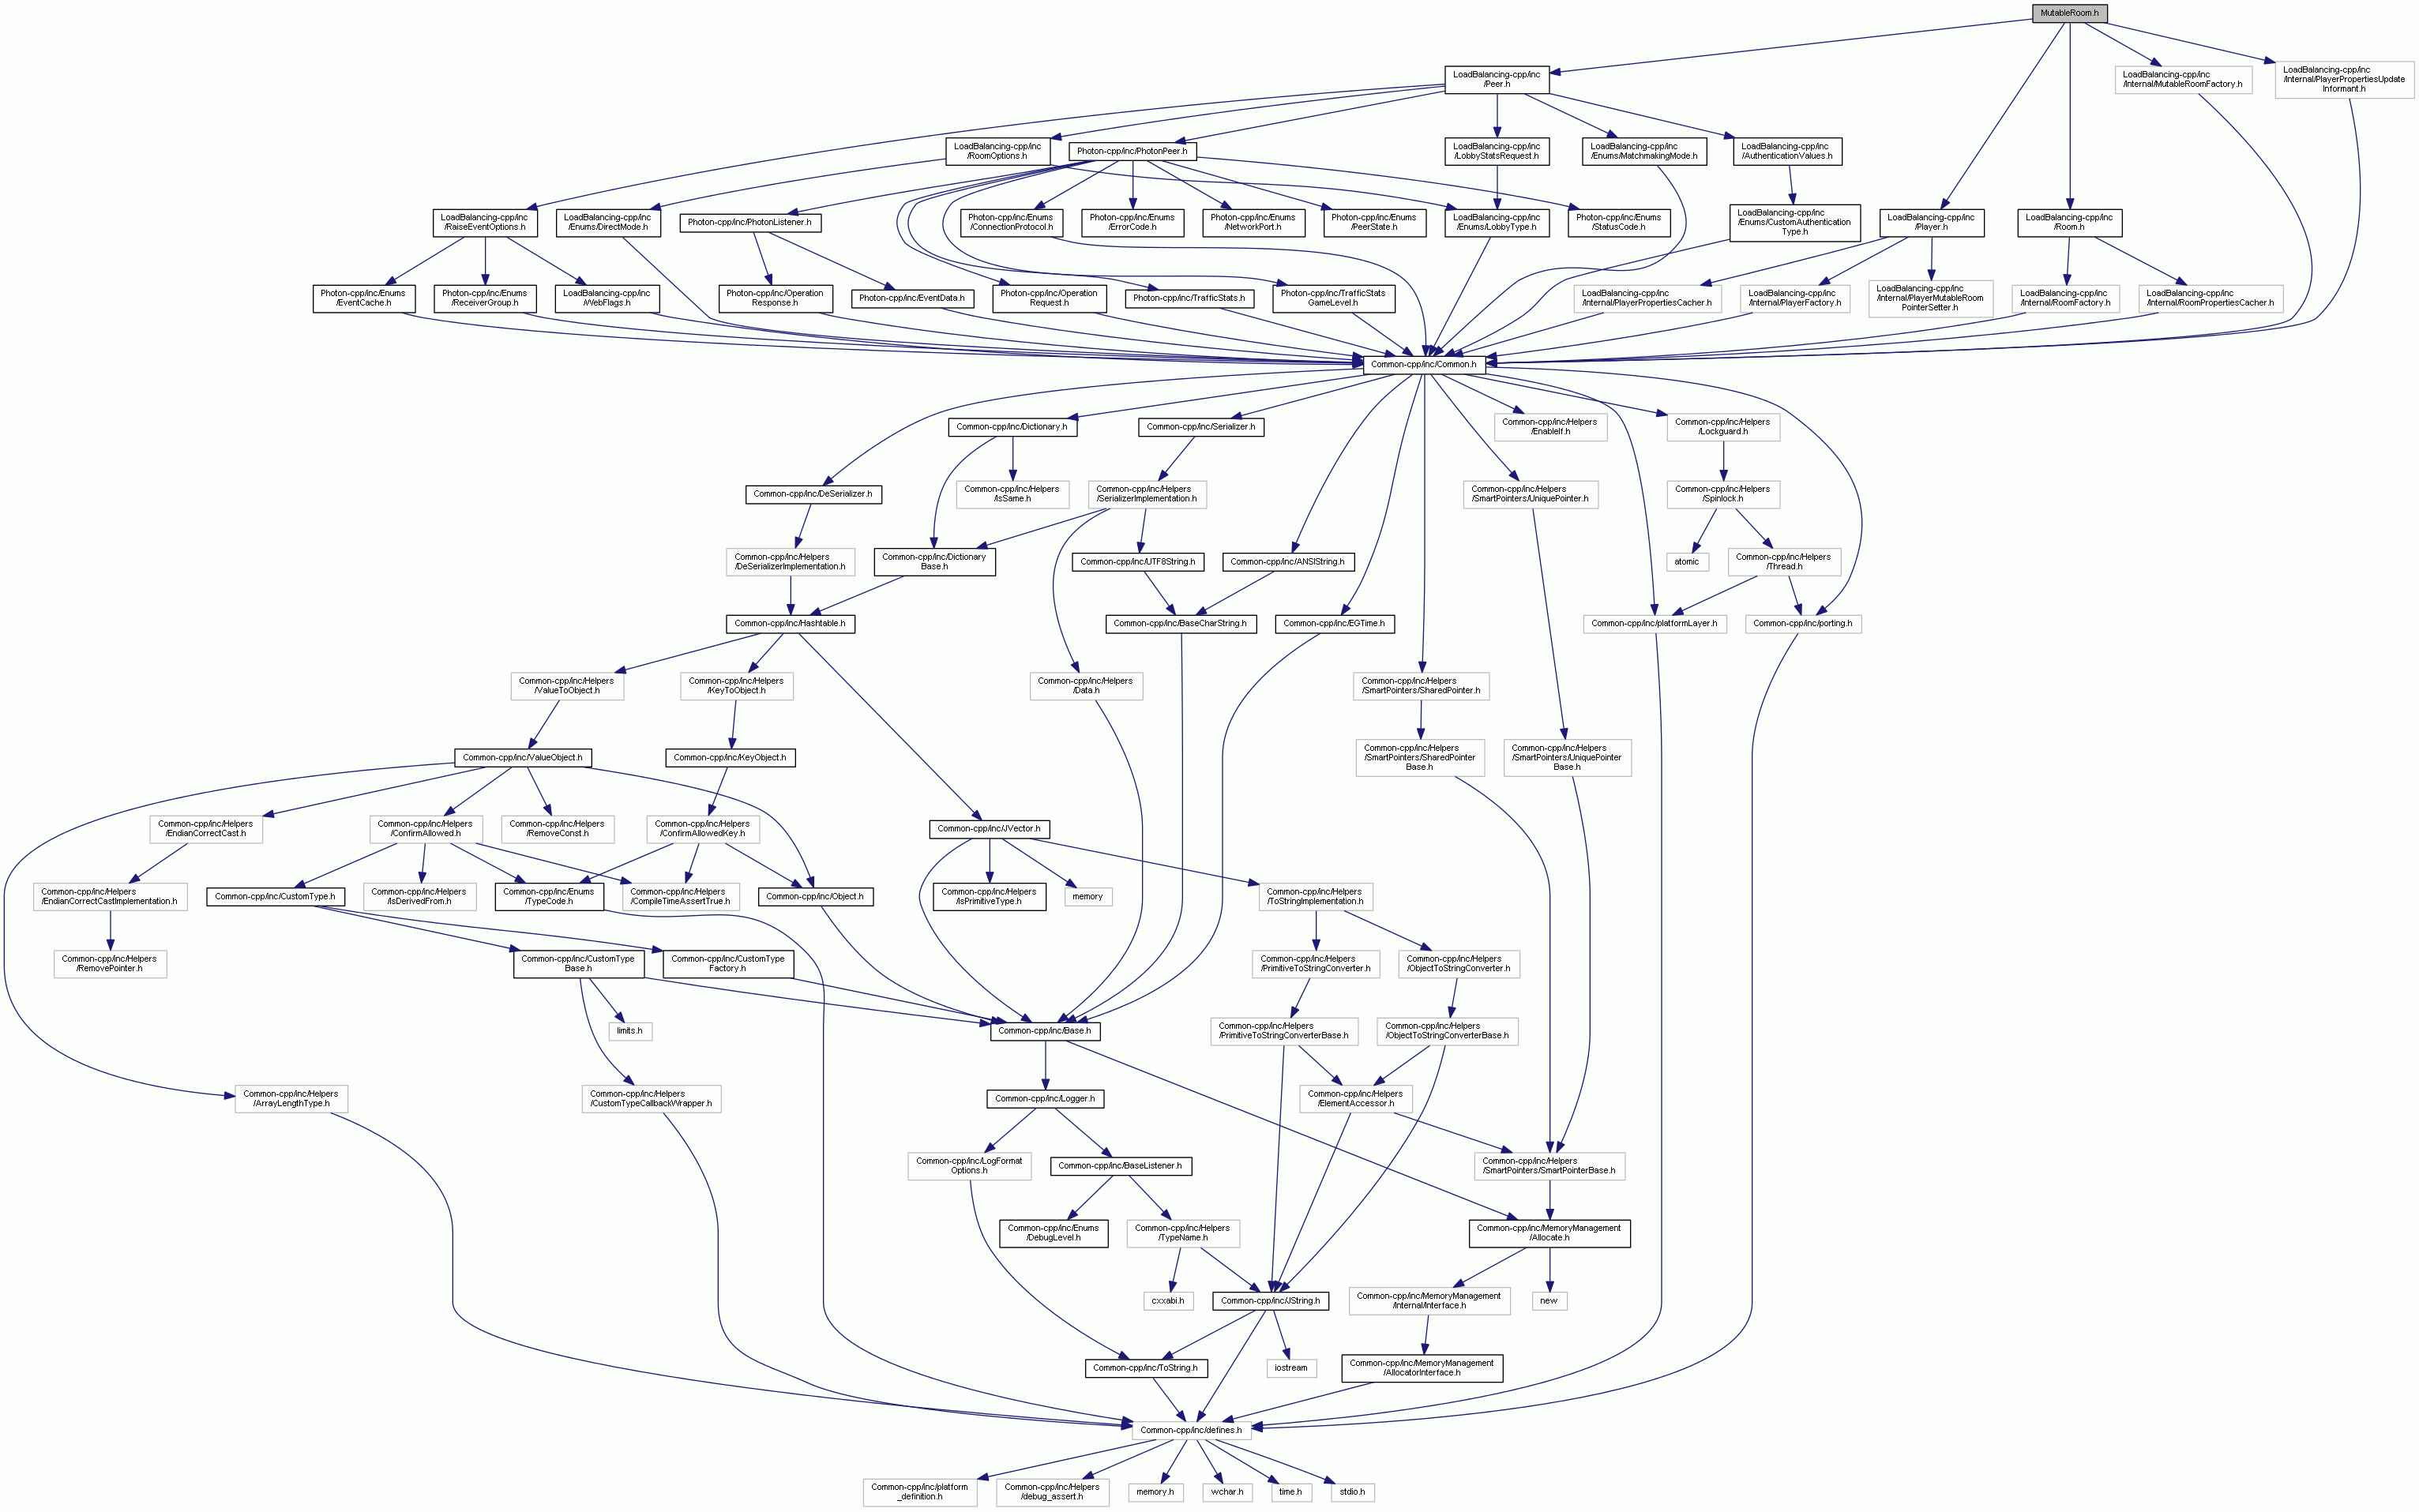 MutableRoom.h
LoadBalancing-cpp/inc
/Peer.h
LoadBalancing-cpp/inc
/Internal/MutableRoomFactory.h
LoadBalancing-cpp/inc
/Internal/PlayerPropertiesUpdate
Informant.h
LoadBalancing-cpp/inc
/RoomOptions.h
Photon-cpp/inc/PhotonPeer.h
LoadBalancing-cpp/inc
/LobbyStatsRequest.h
LoadBalancing-cpp/inc
/Enums/MatchmakingMode.h
LoadBalancing-cpp/inc
/AuthenticationValues.h
LoadBalancing-cpp/inc
/RaiseEventOptions.h
LoadBalancing-cpp/inc
/Enums/DirectMode.h
Photon-cpp/inc/PhotonListener.h
Photon-cpp/inc/Enums
/ConnectionProtocol.h
Photon-cpp/inc/Enums
/ErrorCode.h
Photon-cpp/inc/Enums
/NetworkPort.h
Photon-cpp/inc/Enums
/PeerState.h
LoadBalancing-cpp/inc
/Enums/LobbyType.h
Photon-cpp/inc/Enums
/StatusCode.h
LoadBalancing-cpp/inc
/Enums/CustomAuthentication
Type.h
LoadBalancing-cpp/inc
/Player.h
LoadBalancing-cpp/inc
/Room.h
Photon-cpp/inc/Enums
/EventCache.h
Photon-cpp/inc/Enums
/ReceiverGroup.h
LoadBalancing-cpp/inc
/WebFlags.h
Photon-cpp/inc/Operation
Response.h
Photon-cpp/inc/EventData.h
Photon-cpp/inc/Operation
Request.h
Photon-cpp/inc/TrafficStats.h
Photon-cpp/inc/TrafficStats
GameLevel.h
LoadBalancing-cpp/inc
/Internal/PlayerPropertiesCacher.h
LoadBalancing-cpp/inc
/Internal/PlayerFactory.h
LoadBalancing-cpp/inc
/Internal/PlayerMutableRoom
PointerSetter.h
LoadBalancing-cpp/inc
/Internal/RoomFactory.h
LoadBalancing-cpp/inc
/Internal/RoomPropertiesCacher.h
Common-cpp/inc/Common.h
Common-cpp/inc/Dictionary.h
Common-cpp/inc/Serializer.h
Common-cpp/inc/Helpers
/EnableIf.h
Common-cpp/inc/Helpers
/Lockguard.h
Common-cpp/inc/DeSerializer.h
Common-cpp/inc/Helpers
/IsSame.h
Common-cpp/inc/Helpers
/SerializerImplementation.h
Common-cpp/inc/Helpers
/SmartPointers/UniquePointer.h
Common-cpp/inc/Helpers
/Spinlock.h
Common-cpp/inc/Helpers
/DeSerializerImplementation.h
Common-cpp/inc/Dictionary
Base.h
Common-cpp/inc/UTF8String.h
Common-cpp/inc/ANSIString.h
atomic
Common-cpp/inc/Helpers
/Thread.h
Common-cpp/inc/Hashtable.h
Common-cpp/inc/BaseCharString.h
Common-cpp/inc/EGTime.h
Common-cpp/inc/platformLayer.h
Common-cpp/inc/porting.h
Common-cpp/inc/Helpers
/ValueToObject.h
Common-cpp/inc/Helpers
/KeyToObject.h
Common-cpp/inc/Helpers
/Data.h
Common-cpp/inc/Helpers
/SmartPointers/SharedPointer.h
Common-cpp/inc/ValueObject.h
Common-cpp/inc/KeyObject.h
Common-cpp/inc/Helpers
/SmartPointers/SharedPointer
Base.h
Common-cpp/inc/Helpers
/SmartPointers/UniquePointer
Base.h
Common-cpp/inc/Helpers
/EndianCorrectCast.h
Common-cpp/inc/Helpers
/ConfirmAllowed.h
Common-cpp/inc/Helpers
/RemoveConst.h
Common-cpp/inc/Helpers
/ConfirmAllowedKey.h
Common-cpp/inc/JVector.h
Common-cpp/inc/Helpers
/EndianCorrectCastImplementation.h
Common-cpp/inc/CustomType.h
Common-cpp/inc/Helpers
/IsDerivedFrom.h
Common-cpp/inc/Enums
/TypeCode.h
Common-cpp/inc/Helpers
/CompileTimeAssertTrue.h
Common-cpp/inc/Object.h
Common-cpp/inc/Helpers
/IsPrimitiveType.h
memory
Common-cpp/inc/Helpers
/ToStringImplementation.h
Common-cpp/inc/Helpers
/RemovePointer.h
Common-cpp/inc/CustomType
Base.h
Common-cpp/inc/CustomType
Factory.h
Common-cpp/inc/Helpers
/PrimitiveToStringConverter.h
Common-cpp/inc/Helpers
/ObjectToStringConverter.h
limits.h
Common-cpp/inc/Base.h
Common-cpp/inc/Helpers
/PrimitiveToStringConverterBase.h
Common-cpp/inc/Helpers
/ObjectToStringConverterBase.h
Common-cpp/inc/Helpers
/ArrayLengthType.h
Common-cpp/inc/Helpers
/CustomTypeCallbackWrapper.h
Common-cpp/inc/Logger.h
Common-cpp/inc/Helpers
/ElementAccessor.h
Common-cpp/inc/LogFormat
Options.h
Common-cpp/inc/BaseListener.h
Common-cpp/inc/Helpers
/SmartPointers/SmartPointerBase.h
Common-cpp/inc/Enums
/DebugLevel.h
Common-cpp/inc/Helpers
/TypeName.h
Common-cpp/inc/MemoryManagement
/Allocate.h
cxxabi.h
Common-cpp/inc/JString.h
Common-cpp/inc/MemoryManagement
/Internal/Interface.h
new
Common-cpp/inc/ToString.h
iostream
Common-cpp/inc/MemoryManagement
/AllocatorInterface.h
Common-cpp/inc/defines.h
Common-cpp/inc/platform
_definition.h
Common-cpp/inc/Helpers
/debug_assert.h
memory.h
wchar.h
time.h
stdio.h